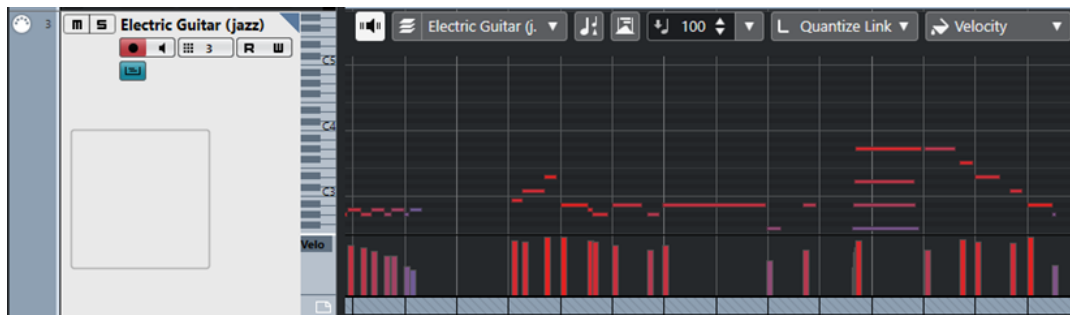 3 m S Electric Guitar (jazz)
3 R W
Electric Guitar (j. 100 Quantize Link Velocity
C5
C4
C3
Velo